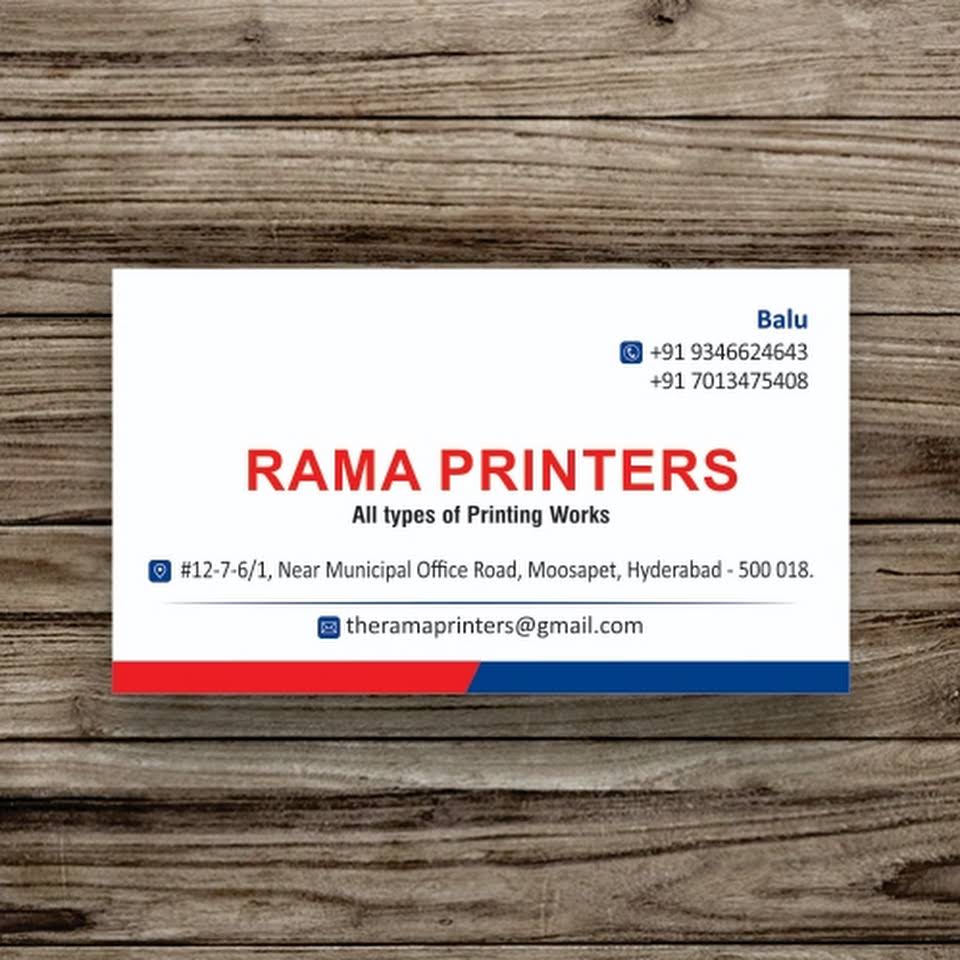 Balu
+91 9346624643
+91 7013475408
RAMA PRINTERS
All types of Printing Works
#12-7-6/1, Near Municipal Office Road, Moosapet, Hyderabad - 500 018.
theramaprinters@gmail.com